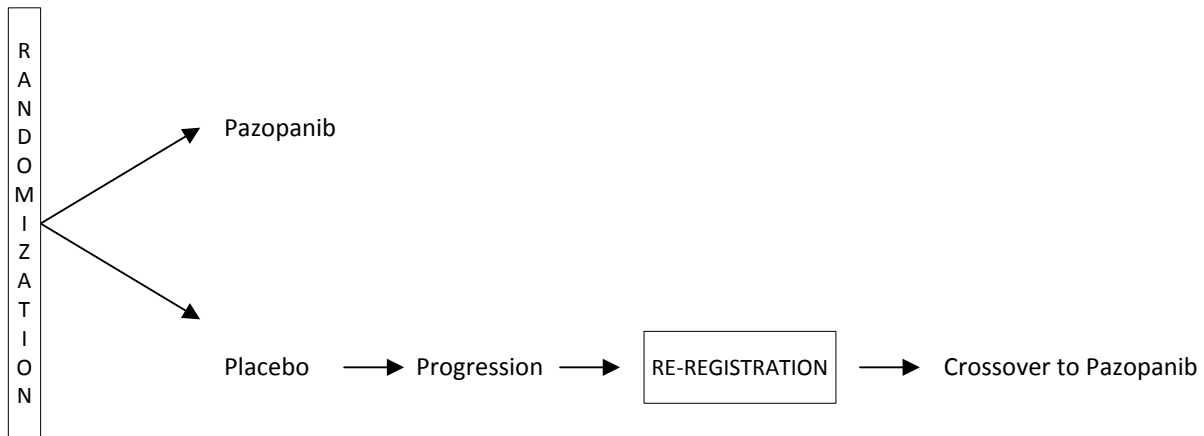 RANDOMIZATION
Pazopanib
Placebo
Progression
RE-REGISTRATION
Crossover to Pazopanib